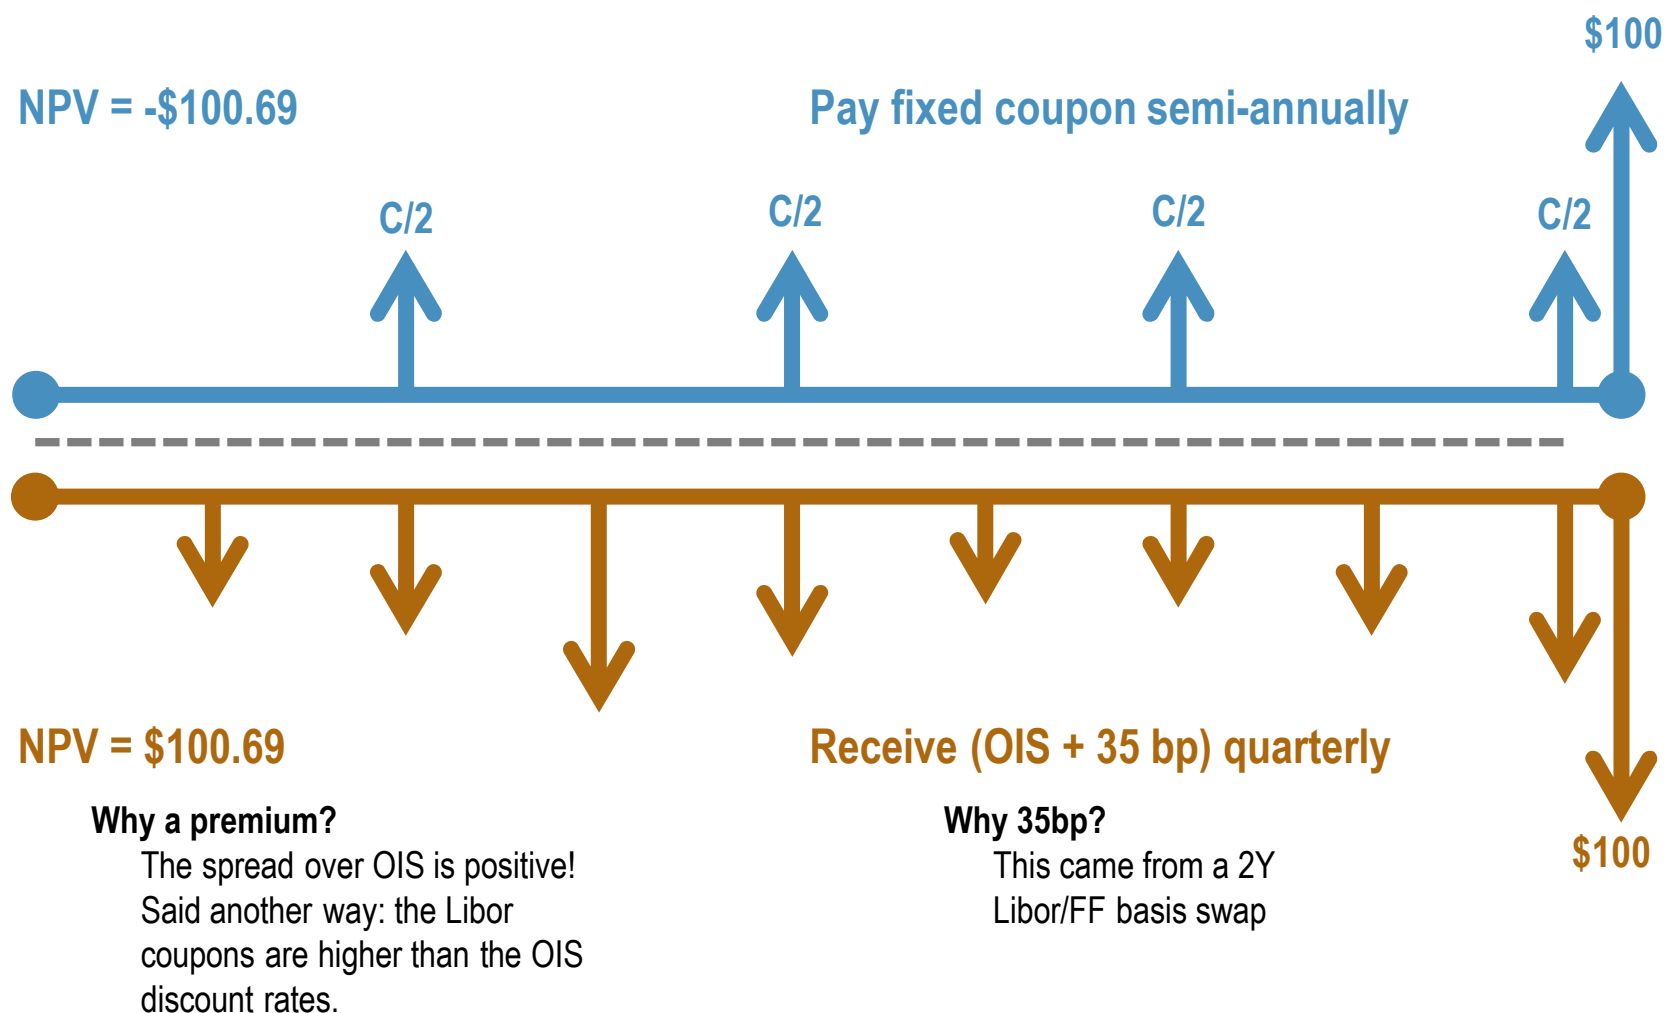 $100
NPV = -$100.69
Pay fixed coupon semi-annually
C/2
C/2
C/2
C/2
NPV = $100.69
Receive (OIS + 35 bp) quarterly
Why a premium?
The spread over OIS is positive!
Said another way: the Libor
coupons are higher than the OIS
discount rates.
Why 35bp?
This came from a 2Y
Libor/FF basis swap
$100